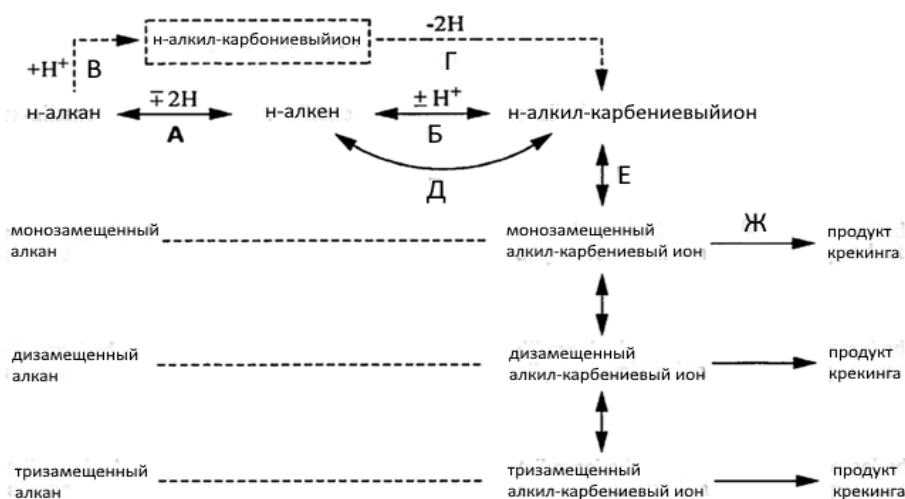 -2H
н-алкил-карбониевыйион
+H⁺ В
Г
н-алкан ∓2H н-алкен ± H⁺ н-алкил-карбениевыйион
А Б
Д
Е
монозамещенный монозамещенный Ж продукт
алкан алкил-карбениевый ион крекинга
дизамещенный дизамещенный продукт
алкан алкил-карбениевый ион крекинга
тризамещенный тризамещенный продукт
алкан алкил-карбениевый ион крекинга